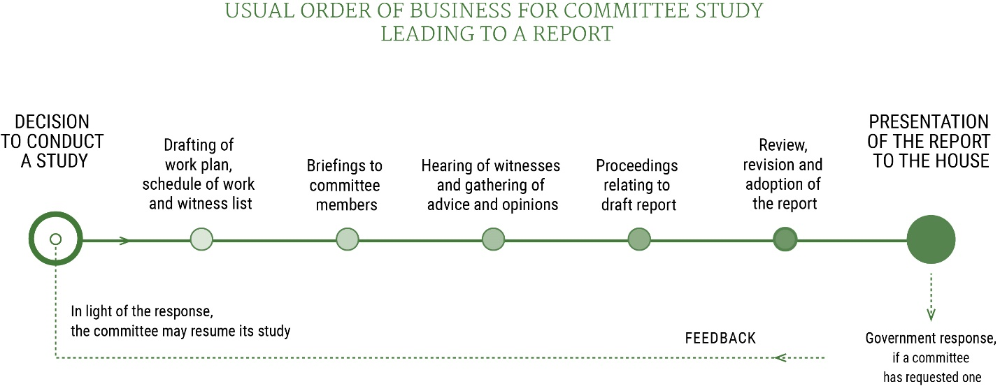 USUAL ORDER OF BUSINESS FOR COMMITTEE STUDY
LEADING TO A REPORT
DECISION
TO CONDUCT
A STUDY
Drafting of
work plan,
schedule of work
and witness list
Briefings to
committee
members
Hearing of witnesses
and gathering of
advice and opinions
Proceedings
relating to
draft report
Review,
revision and
adoption of
the report
PRESENTATION
OF THE REPORT
TO THE HOUSE
In light of the response,
the committee may resume its study
FEEDBACK
Government response,
if a committee
has requested one